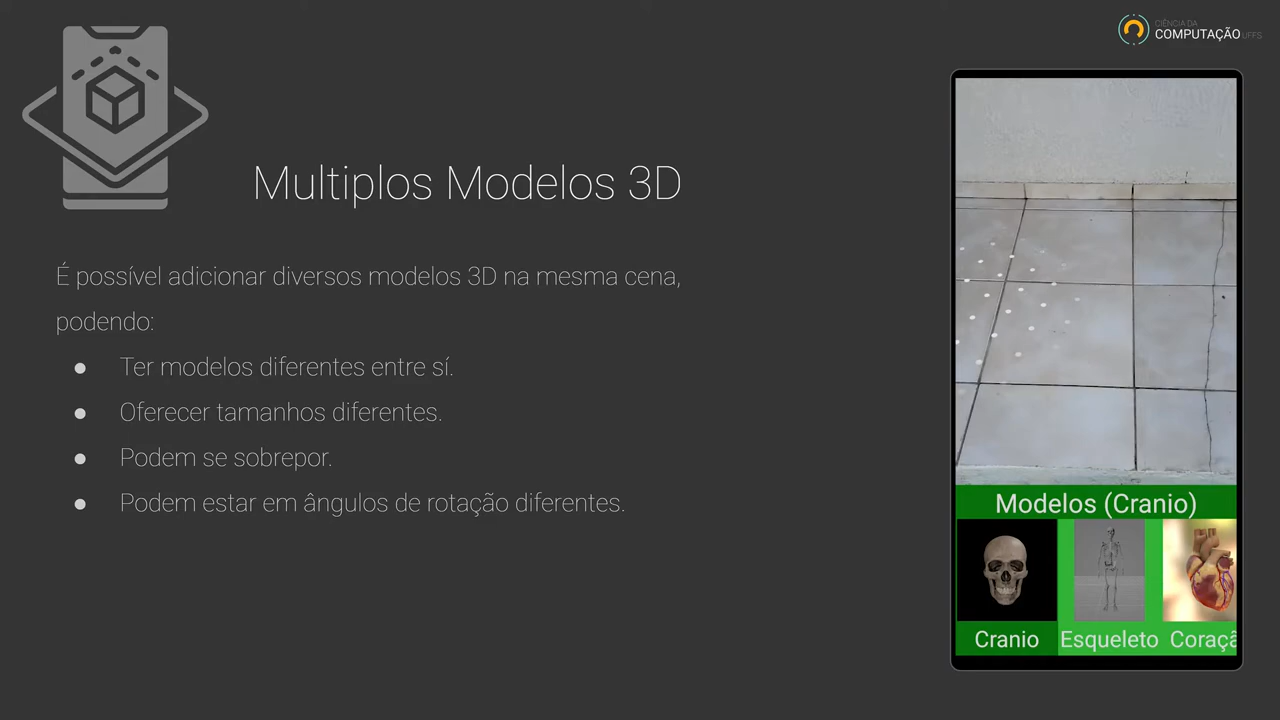 CIÊNCIA DA
COMPUTAÇÃO UFFS
Multiplos Modelos 3D
É possível adicionar diversos modelos 3D na mesma cena,
podendo:
● Ter modelos diferentes entre sí.
● Oferecer tamanhos diferentes.
● Podem se sobrepor.
● Podem estar em ângulos de rotação diferentes.
Modelos (Cranio)
Cranio Esqueleto Coraçã